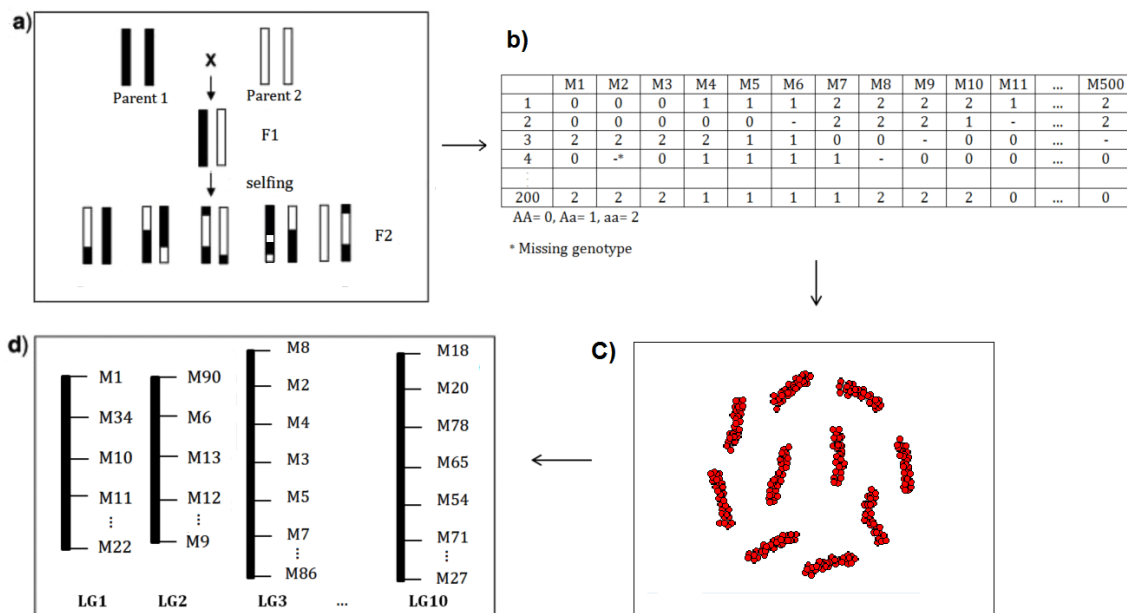 a)
X
Parent 1 Parent 2
F1
selfing
F2
b)
M1 M2 M3 M4 M5 M6 M7 M8 M9 M10 M11 ... M500
1 0 0 0 1 1 1 2 2 2 2 1 ... 2
2 0 0 0 0 0 - 2 2 2 1 - ... 2
3 2 2 2 2 1 1 0 0 - 0 0 ... -
4 0 -* 0 1 1 1 1 - 0 0 0 ... 0
⋮
200 2 2 2 1 1 1 1 2 2 2 0 ... 0
AA= 0, Aa= 1, aa= 2
* Missing genotype
C)
d)
M1
M34
M10
M11
⋮
M22
LG1
M90
M6
M13
M12
⋮
M9
LG2
M8
M2
M4
M3
M5
M7
⋮
M86
LG3
...
M18
M20
M78
M65
M54
M71
⋮
M27
LG10